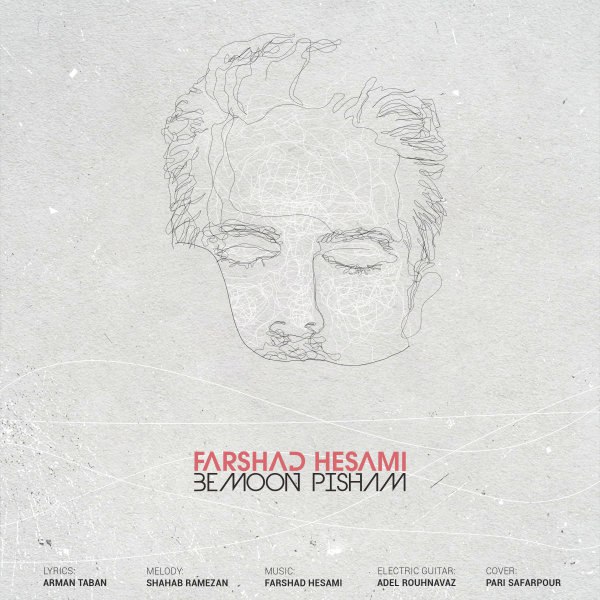 FARSHAD HESAMI
BEMOON PISHAM
LYRICS:
ARMAN TABAN
MELODY:
SHAHAB RAMEZAN
MUSIC:
FARSHAD HESAMI
ELECTRIC GUITAR:
ADEL ROUHNAVAZ
COVER:
PARI SAFARPOUR